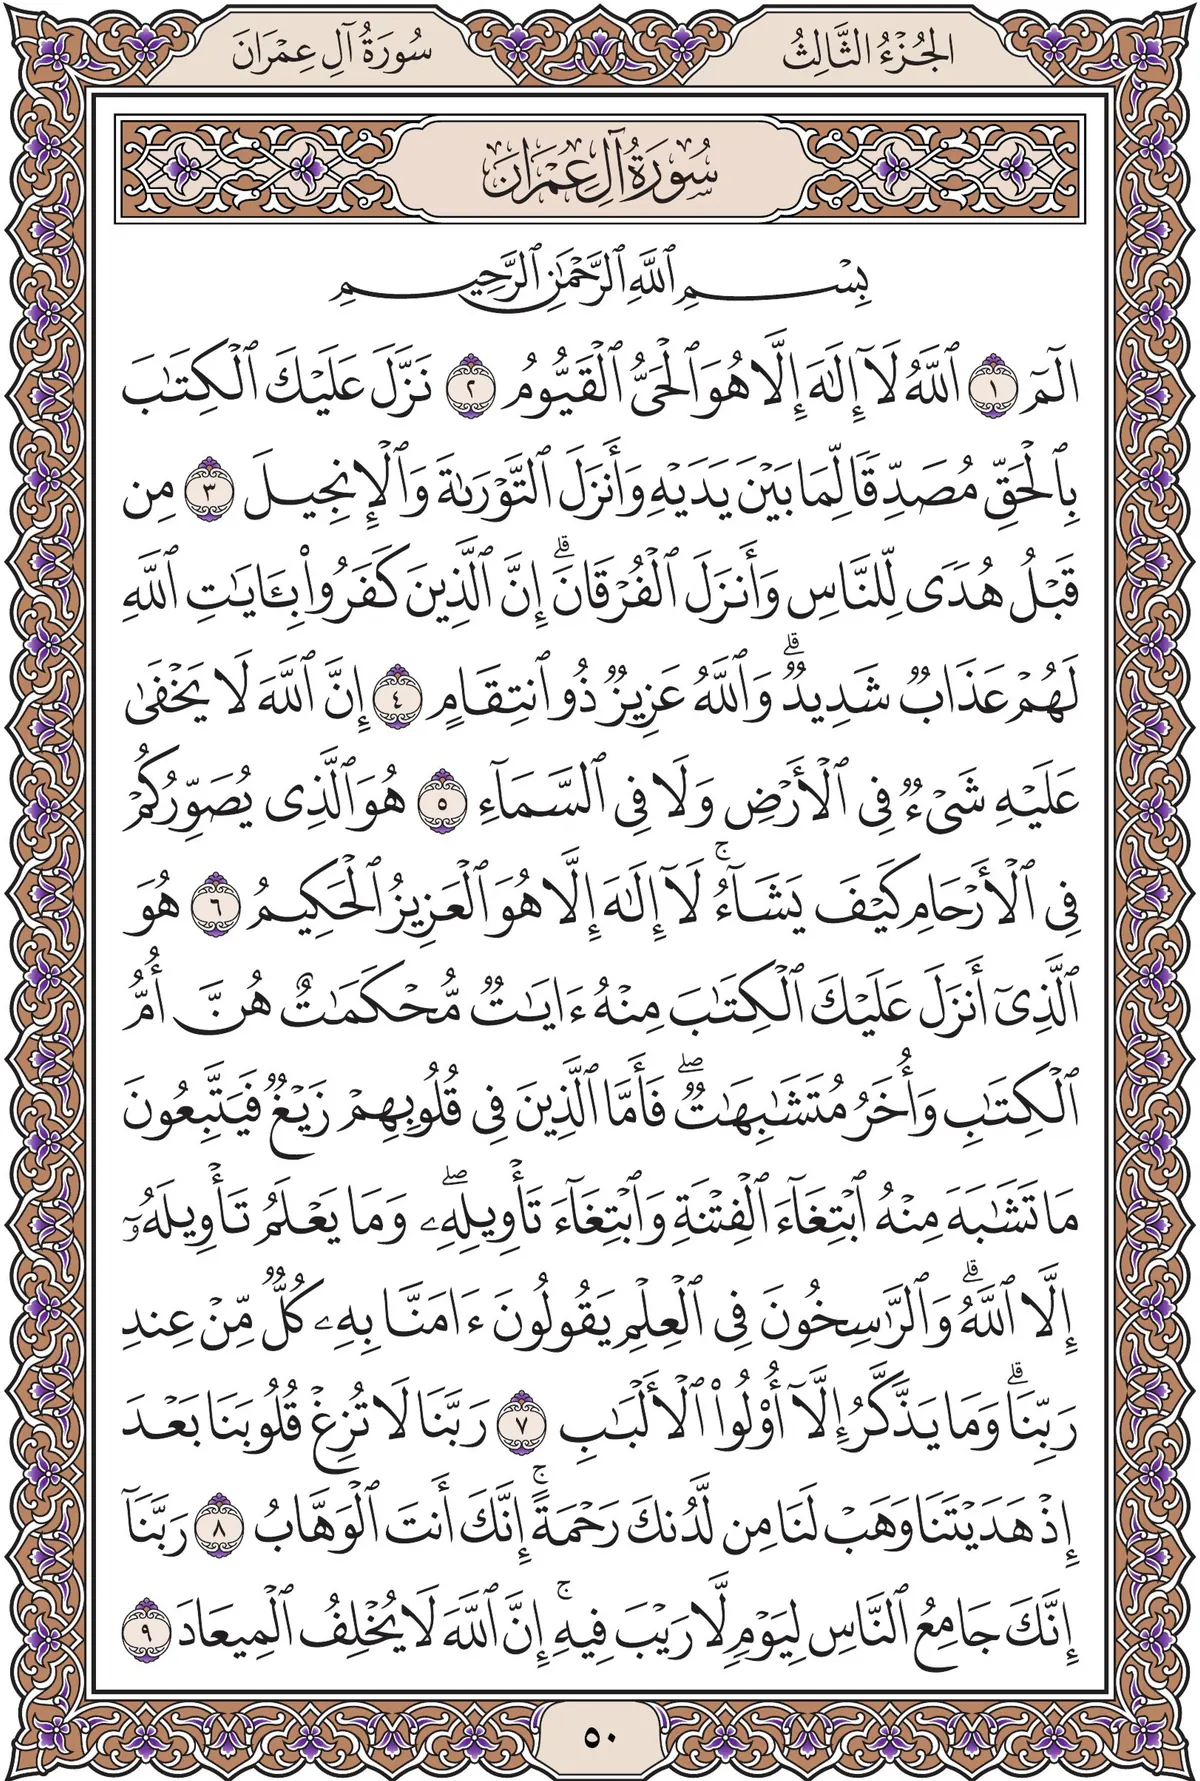 الجُزْءُ الثَّالِثُ
سُورَةُ آلِ عِمْرَانَ
سُورَةُ آلِ عِمْرَانَ
بِسْمِ ٱللَّهِ ٱلرَّحْمَٰنِ ٱلرَّحِيمِ
الٓمٓ ١ ٱللَّهُ لَآ إِلَٰهَ إِلَّا هُوَ ٱلْحَىُّ ٱلْقَيُّومُ ٢ نَزَّلَ عَلَيْكَ ٱلْكِتَٰبَ
بِٱلْحَقِّ مُصَدِّقًا لِّمَا بَيْنَ يَدَيْهِ وَأَنزَلَ ٱلتَّوْرَىٰةَ وَٱلْإِنجِيلَ ٣ مِن
قَبْلُ هُدًى لِّلنَّاسِ وَأَنزَلَ ٱلْفُرْقَانَۗ إِنَّ ٱلَّذِينَ كَفَرُوا۟ بِـَٔايَٰتِ ٱللَّهِ
لَهُمْ عَذَابٌ شَدِيدٌۗ وَٱللَّهُ عَزِيزٌ ذُو ٱنتِقَامٍ ٤ إِنَّ ٱللَّهَ لَا يَخْفَىٰ
عَلَيْهِ شَىْءٌ فِى ٱلْأَرْضِ وَلَا فِى ٱلسَّمَآءِ ٥ هُوَ ٱلَّذِى يُصَوِّرُكُمْ
فِى ٱلْأَرْحَامِ كَيْفَ يَشَآءُۚ لَآ إِلَٰهَ إِلَّا هُوَ ٱلْعَزِيزُ ٱلْحَكِيمُ ٦ هُوَ
ٱلَّذِىٓ أَنزَلَ عَلَيْكَ ٱلْكِتَٰبَ مِنْهُ ءَايَٰتٌ مُّحْكَمَٰتٌ هُنَّ أُمُّ
ٱلْكِتَٰبِ وَأُخَرُ مُتَشَٰبِهَٰتٌۖ فَأَمَّا ٱلَّذِينَ فِى قُلُوبِهِمْ زَيْغٌ فَيَتَّبِعُونَ
مَا تَشَٰبَهَ مِنْهُ ٱبْتِغَآءَ ٱلْفِتْنَةِ وَٱبْتِغَآءَ تَأْوِيلِهِۦۖ وَمَا يَعْلَمُ تَأْوِيلَهُۥٓ
إِلَّا ٱللَّهُۗ وَٱلرَّٰسِخُونَ فِى ٱلْعِلْمِ يَقُولُونَ ءَامَنَّا بِهِۦ كُلٌّ مِّنْ عِندِ
رَبِّنَاۗ وَمَا يَذَّكَّرُ إِلَّآ أُو۟لُوا۟ ٱلْأَلْبَٰبِ ٧ رَبَّنَا لَا تُزِغْ قُلُوبَنَا بَعْدَ
إِذْ هَدَيْتَنَا وَهَبْ لَنَا مِن لَّدُنكَ رَحْمَةًۚ إِنَّكَ أَنتَ ٱلْوَهَّابُ ٨ رَبَّنَآ
إِنَّكَ جَامِعُ ٱلنَّاسِ لِيَوْمٍ لَّا رَيْبَ فِيهِۚ إِنَّ ٱللَّهَ لَا يُخْلِفُ ٱلْمِيعَادَ ٩
٥٠